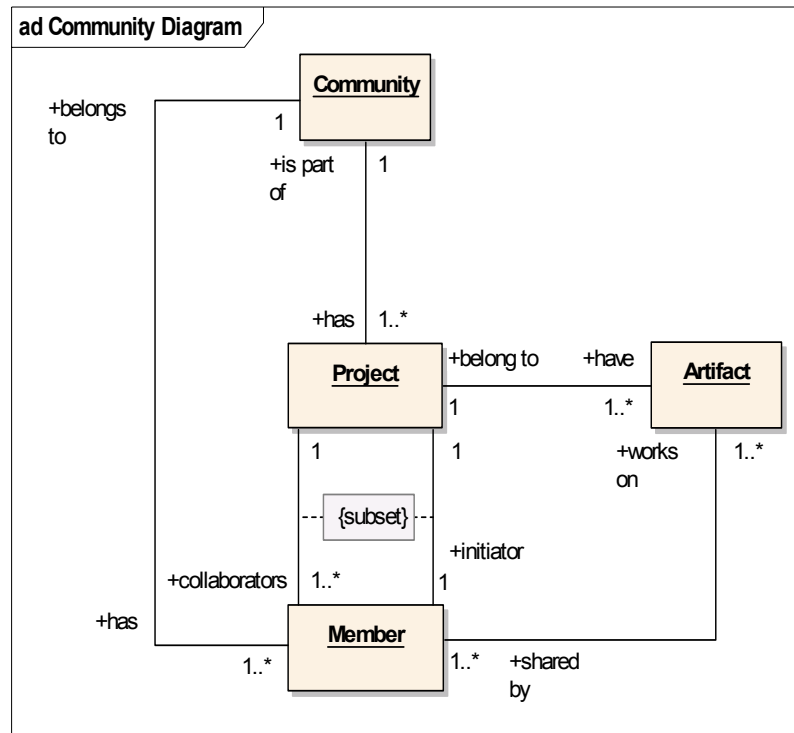 ad Community Diagram
Community
+belongs
to
1
+is part
of
1
+has
1..*
Project
+belong to
+have
Artifact
1
1..*
1
1
+works
on
1..*
{subset}
+initiator
+collaborators
1..*
1
+has
Member
1..*
1..*
+shared
by